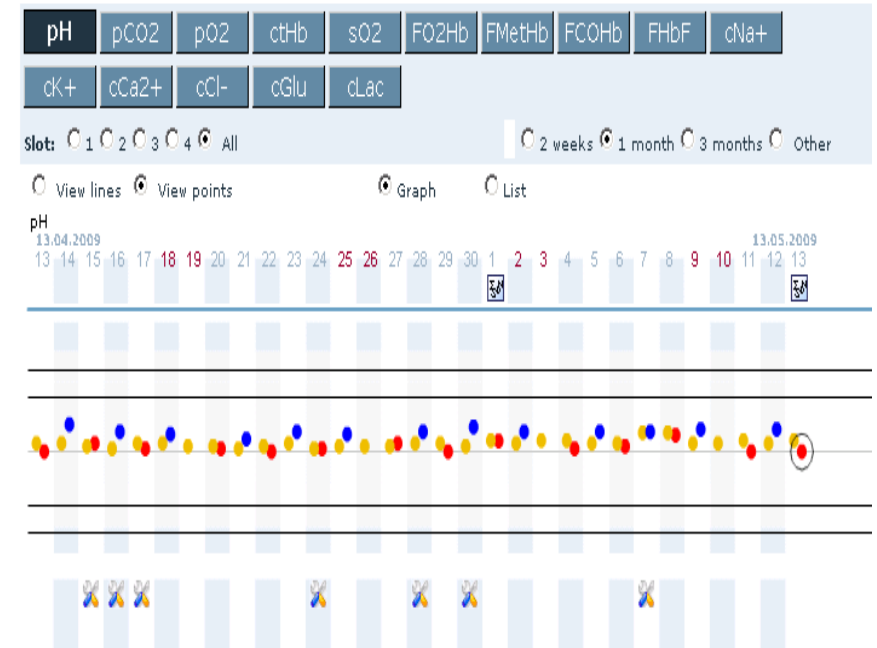 pH pCO2 pO2 ctHb sO2 FO2Hb FMetHb FCOHb FHbF cNa+
cK+ cCa2+ cCl- cGlu cLac
Slot: 1 2 3 4 All 2 weeks 1 month 3 months Other
View lines View points Graph List
pH
13.04.2009 13.05.2009
13 14 15 16 17 18 19 20 21 22 23 24 25 26 27 28 29 30 1 2 3 4 5 6 7 8 9 10 11 12 13